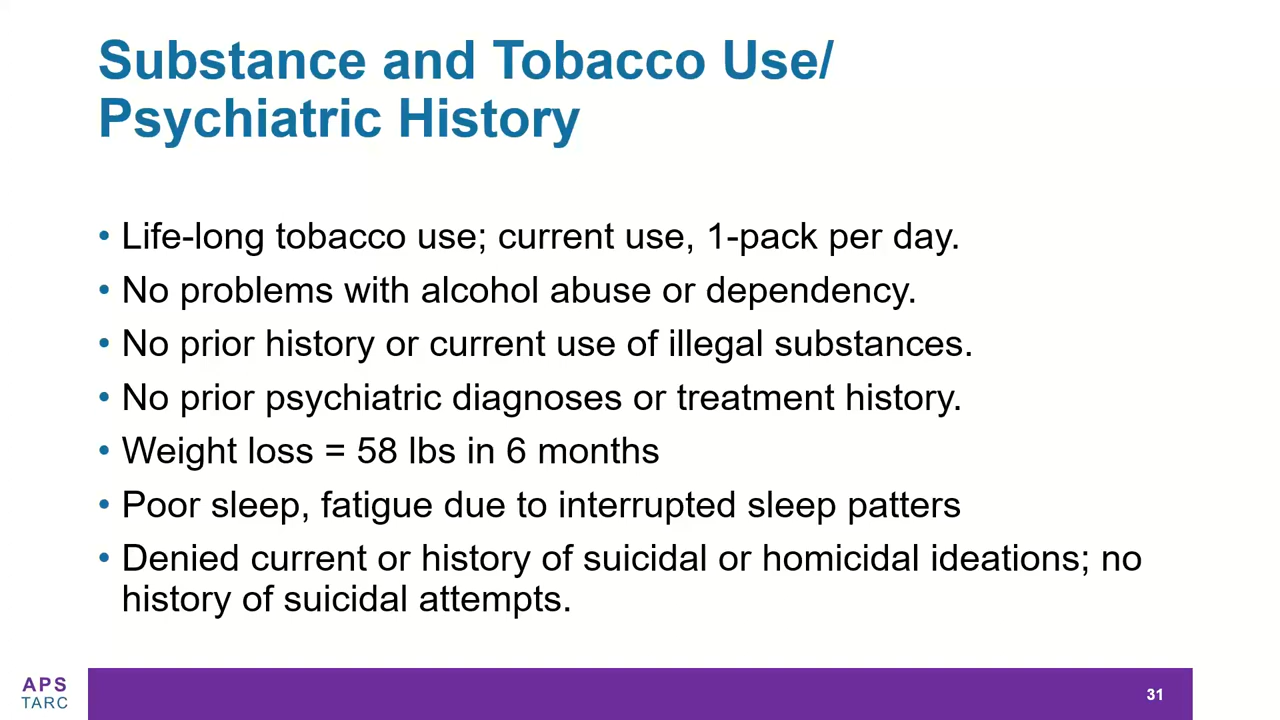 Substance and Tobacco Use/
Psychiatric History
• Life-long tobacco use; current use, 1-pack per day.
• No problems with alcohol abuse or dependency.
• No prior history or current use of illegal substances.
• No prior psychiatric diagnoses or treatment history.
• Weight loss = 58 lbs in 6 months
• Poor sleep, fatigue due to interrupted sleep patters
• Denied current or history of suicidal or homicidal ideations; no
history of suicidal attempts.
APS
TARC
31